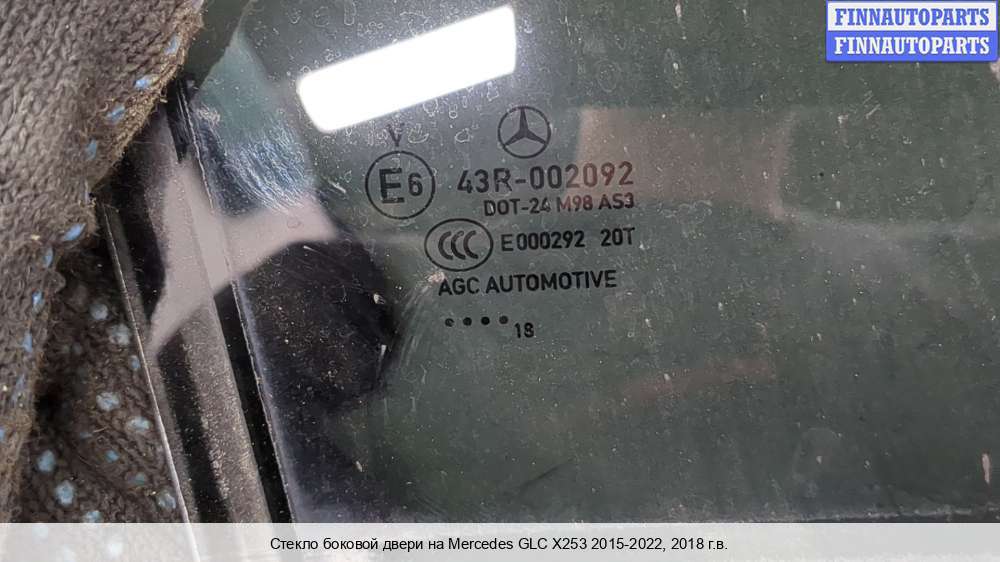 FINNAUTOPARTS
FINNAUTOPARTS
V
E6 43R-002092
DOT-24 M98 AS3
CCC E000292 20T
AGC AUTOMOTIVE
.... 18
Стекло боковой двери на Mercedes GLC X253 2015-2022, 2018 г.в.